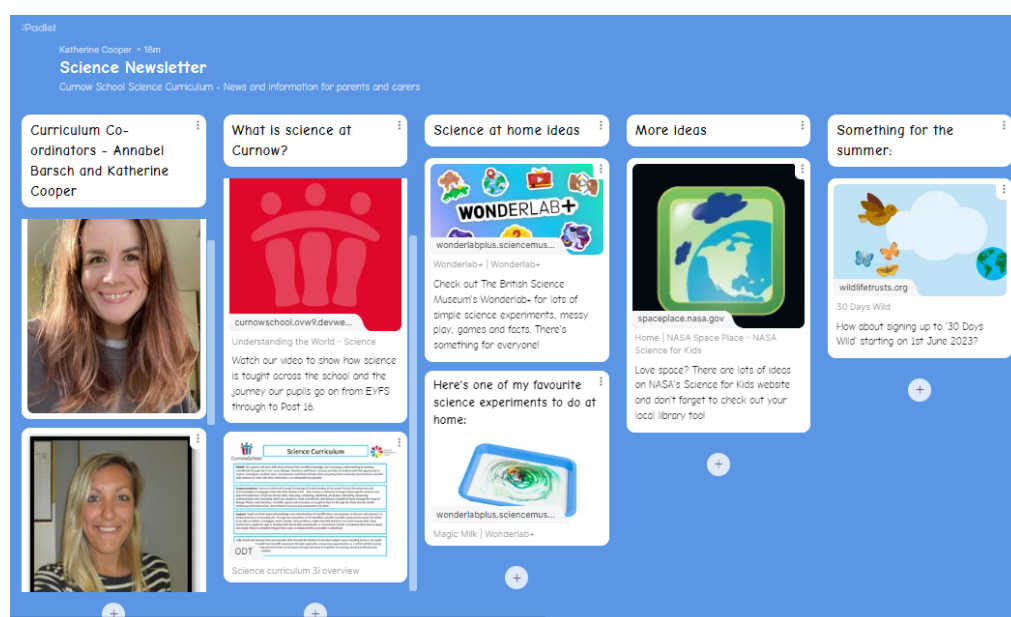 :Padlet
Katherine Cooper • 18m
Science Newsletter
Curnow School Science Curriculum - News and information for parents and carers
Curriculum Co-
ordinators - Annabel
Barsch and Katherine
Cooper
What is science at
Curnow?
curnowschool.ovw9.devwe...
Understanding the World - Science
Watch our video to show how science
is taught across the school and the
journey our pupils go on from EYFS
through to Post 16.
CurnowSchool
Science Curriculum
ODT
Science curriculum 3i overview
Science at home ideas
WONDERLAB+
wonderlabplus.sciencemus...
Wonderlab+ | Wonderlab+
Check out The British Science
Museum's Wonderlab+ for lots of
simple science experiments, messy
play, games and facts. There's
something for everyone!
Here's one of my favourite
science experiments to do at
home:
wonderlabplus.sciencemus...
Magic Milk | Wonderlab+
More ideas
spaceplace.nasa.gov
Home | NASA Space Place - NASA
Science for Kids
Love space? There are lots of ideas
on NASA's Science for Kids website
and don't forget to check out your
local library too!
Something for the
summer:
wildlifetrusts.org
30 Days Wild
How about signing up to '30 Days
Wild' starting on 1st June 2023?